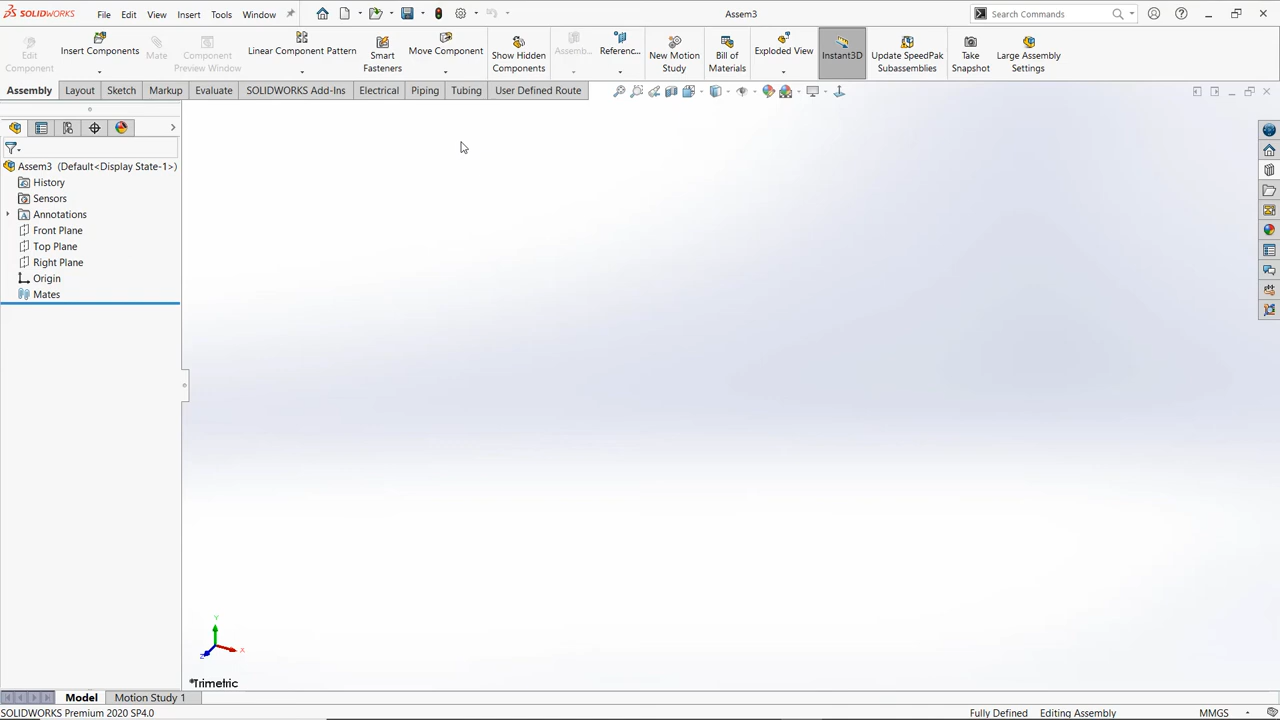 SOLIDWORKS File Edit View Insert Tools Window Assem3 Search Commands
Edit Component Insert Components Mate Component Preview Window Linear Component Pattern Smart Fasteners Move Component Show Hidden Components Assemb... Referenc... New Motion Study Bill of Materials Exploded View Instant3D Update SpeedPak Subassemblies Take Snapshot Large Assembly Settings
Assembly Layout Sketch Markup Evaluate SOLIDWORKS Add-Ins Electrical Piping Tubing User Defined Route
Assem3 (Default<Display State-1>)
History
Sensors
Annotations
Front Plane
Top Plane
Right Plane
Origin
Mates
Y
X
Z
*Trimetric
Model Motion Study 1
SOLIDWORKS Premium 2020 SP4.0 Fully Defined Editing Assembly MMGS